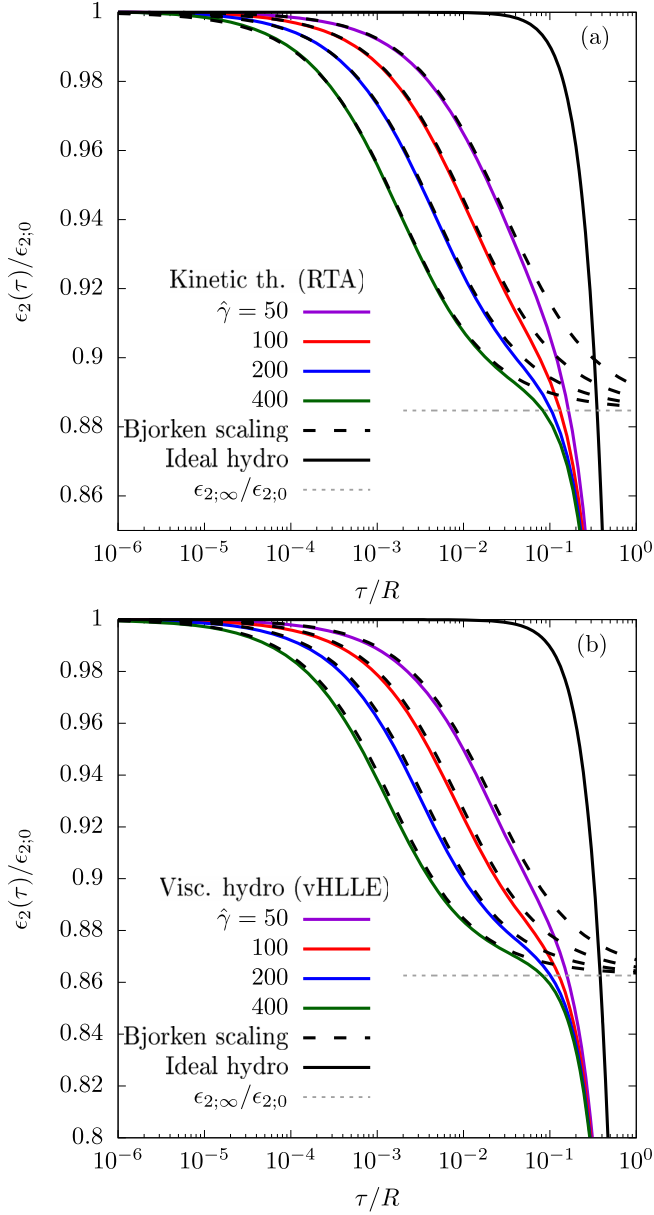 (a)
1
0.98
0.96
0.94
0.92
0.9
0.88
0.86
ϵ₂(τ)/ϵ₂;₀
Kinetic th. (RTA)
γ̂ = 50
100
200
400
Bjorken scaling
Ideal hydro
ϵ₂;∞/ϵ₂;₀
10⁻⁶ 10⁻⁵ 10⁻⁴ 10⁻³ 10⁻² 10⁻¹ 10⁰
τ/R
(b)
1
0.98
0.96
0.94
0.92
0.9
0.88
0.86
0.84
0.82
0.8
ϵ₂(τ)/ϵ₂;₀
Visc. hydro (vHLLE)
γ̂ = 50
100
200
400
Bjorken scaling
Ideal hydro
ϵ₂;∞/ϵ₂;₀
10⁻⁶ 10⁻⁵ 10⁻⁴ 10⁻³ 10⁻² 10⁻¹ 10⁰
τ/R